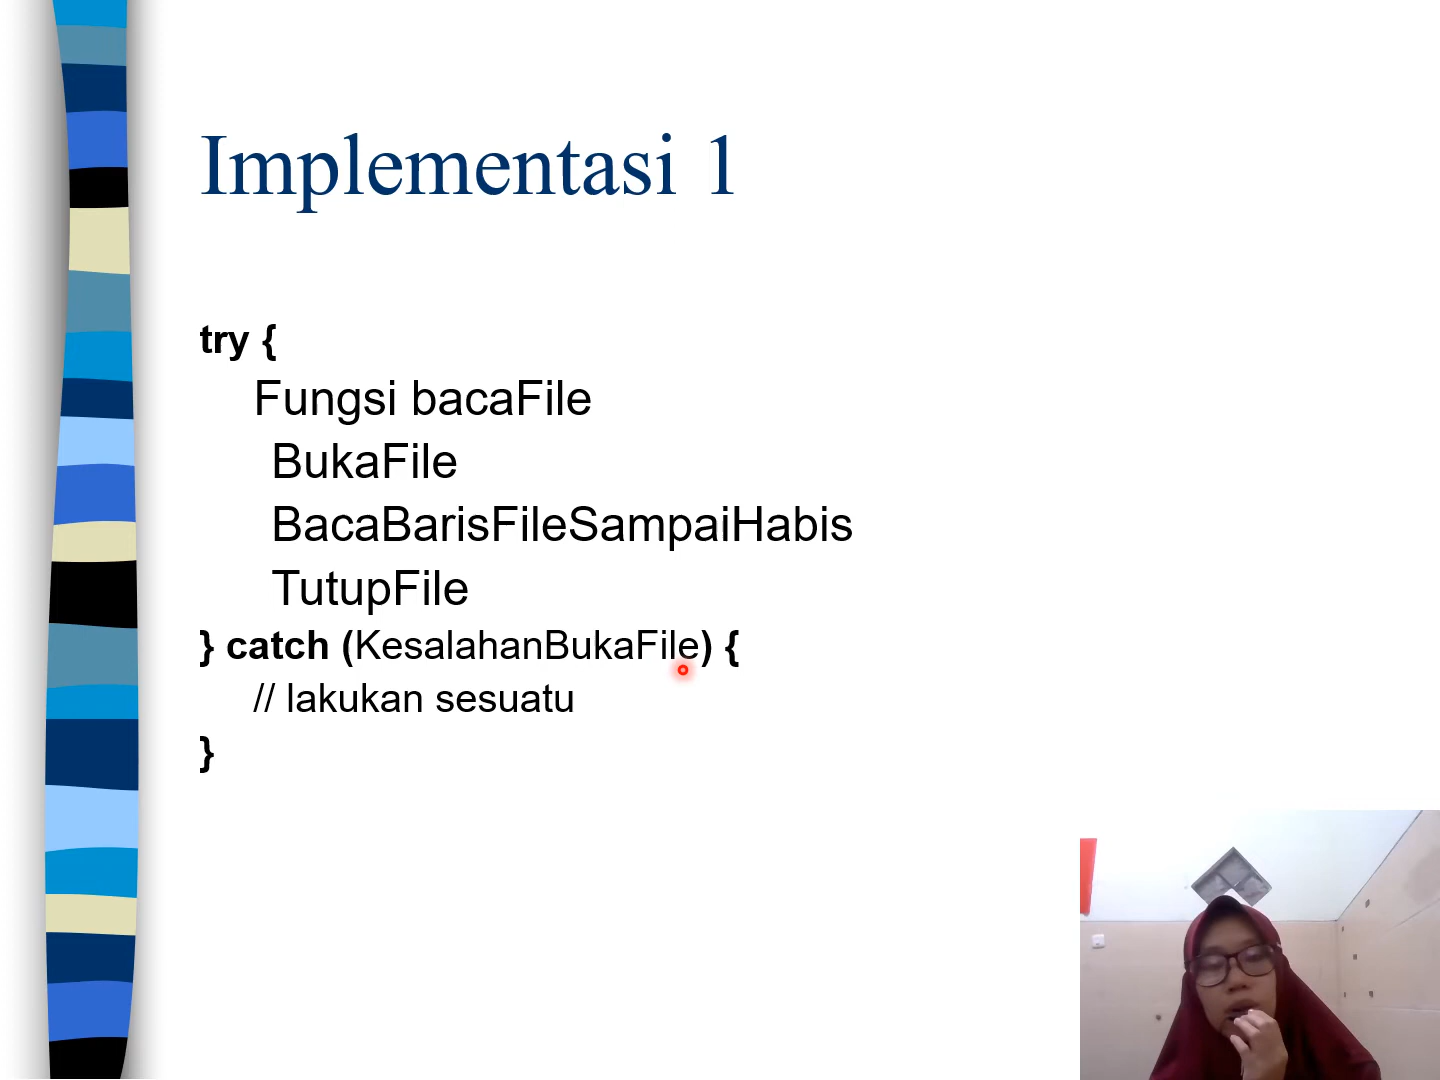 Implementasi 1
try {
Fungsi bacaFile
BukaFile
BacaBarisFileSampaiHabis
TutupFile
} catch (KesalahanBukaFile) {
// lakukan sesuatu
}